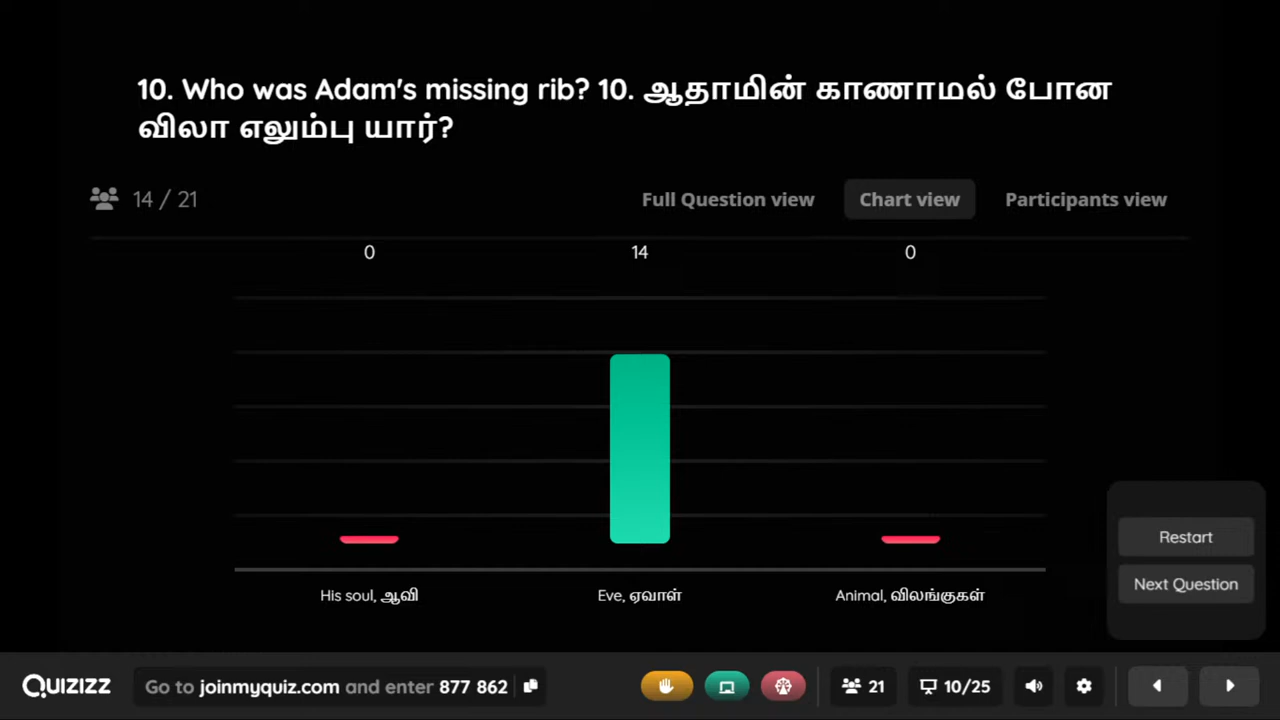 10. Who was Adam's missing rib? 10. ஆதாமின் காணாமல் போன
விலா எலும்பு யார்?
14 / 21
Full Question view
Chart view
Participants view
0
14
0
His soul, ஆவி
Eve, ஏவாள்
Animal, விலங்குகள்
Restart
Next Question
QUIZIZZ
Go to joinmyquiz.com and enter 877 862
21
10/25